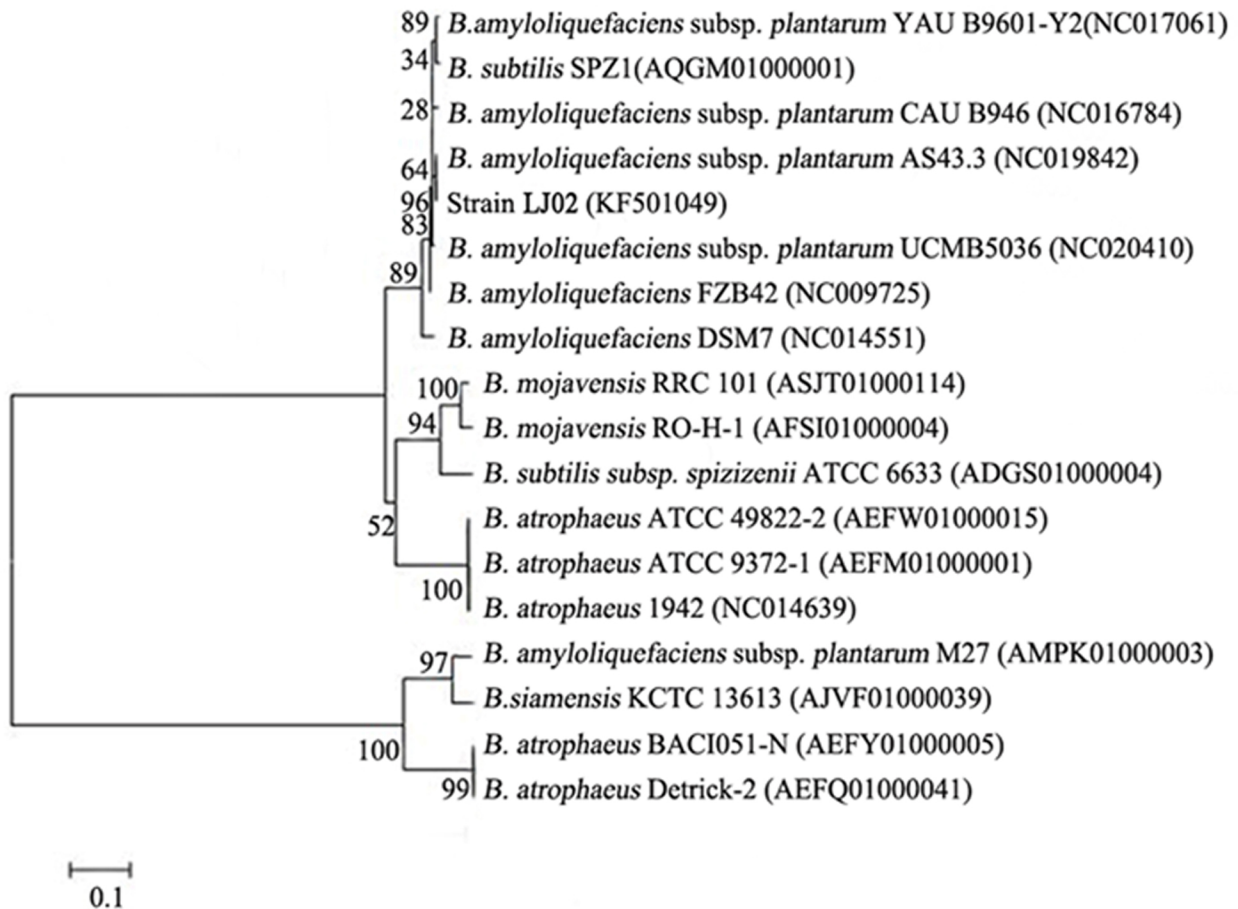 89 B.amyloliquefaciens subsp. plantarum YAU B9601-Y2(NC017061)
34 B. subtilis SPZ1(AQGM01000001)
28 B. amyloliquefaciens subsp. plantarum CAU B946 (NC016784)
64 B. amyloliquefaciens subsp. plantarum AS43.3 (NC019842)
96 Strain LJ02 (KF501049)
83
B. amyloliquefaciens subsp. plantarum UCMB5036 (NC020410)
89
B. amyloliquefaciens FZB42 (NC009725)
B. amyloliquefaciens DSM7 (NC014551)
100 B. mojavensis RRC 101 (ASJT01000114)
94 B. mojavensis RO-H-1 (AFSI01000004)
B. subtilis subsp. spizizenii ATCC 6633 (ADGS01000004)
52 B. atrophaeus ATCC 49822-2 (AEFW01000015)
B. atrophaeus ATCC 9372-1 (AEFM01000001)
100
B. atrophaeus 1942 (NC014639)
97 B. amyloliquefaciens subsp. plantarum M27 (AMPK01000003)
B.siamensis KCTC 13613 (AJVF01000039)
100 B. atrophaeus BACI051-N (AEFY01000005)
99 B. atrophaeus Detrick-2 (AEFQ01000041)
0.1